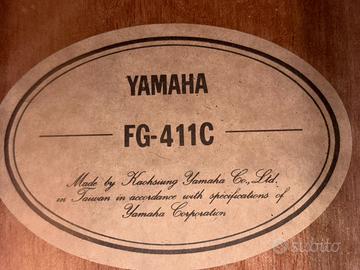 YAMAHA
FG-411C
Made by Kaohsiung Yamaha Co., Ltd.
in Taiwan in accordance with specifications of
Yamaha Corporation
subito